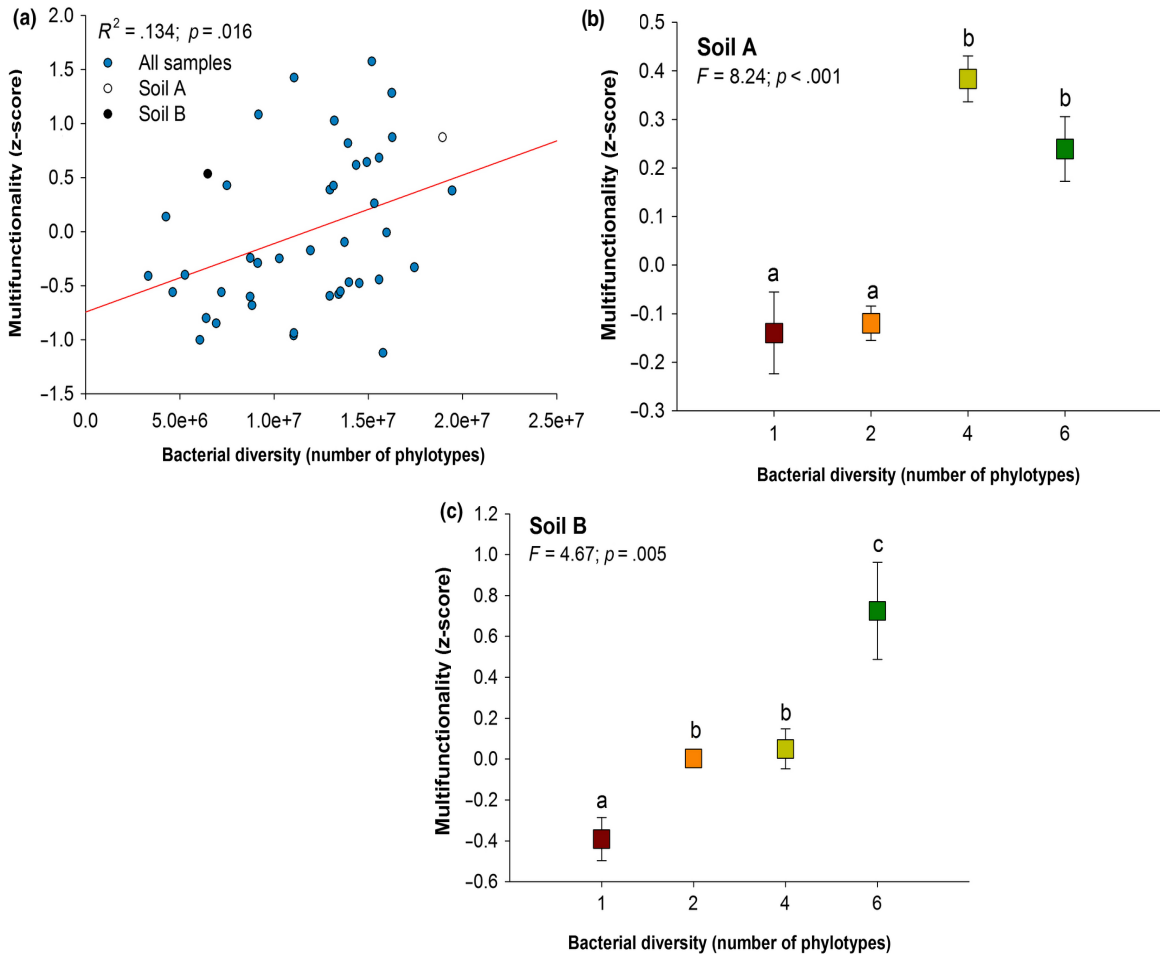 (a)
R² = .134; p = .016
All samples
Soil A
Soil B
Multifunctionality (z-score)
2.0
1.5
1.0
0.5
0.0
–0.5
–1.0
–1.5
0.0 5.0e+6 1.0e+7 1.5e+7 2.0e+7 2.5e+7
Bacterial diversity (number of phylotypes)
(b)
Soil A
F = 8.24; p < .001
Multifunctionality (z-score)
0.5
0.4
0.3
0.2
0.1
0.0
–0.1
–0.2
–0.3
a
a
b
b
1 2 4 6
Bacterial diversity (number of phylotypes)
(c)
Soil B
F = 4.67; p = .005
Multifunctionality (z-score)
1.2
1.0
0.8
0.6
0.4
0.2
0.0
–0.2
–0.4
–0.6
a
b
b
c
1 2 4 6
Bacterial diversity (number of phylotypes)